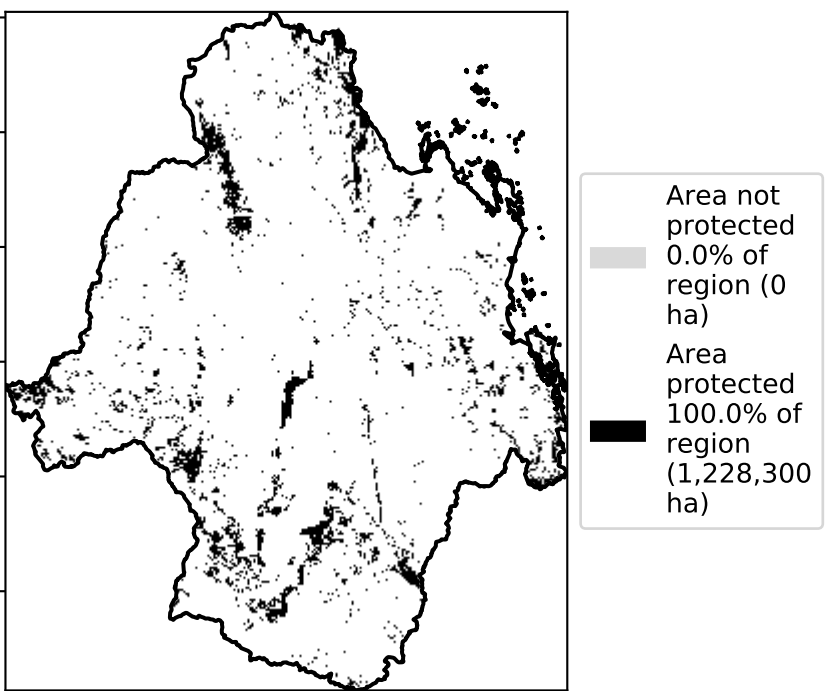 Area not
protected
0.0% of
region (0
ha)
Area
protected
100.0% of
region
(1,228,300
ha)